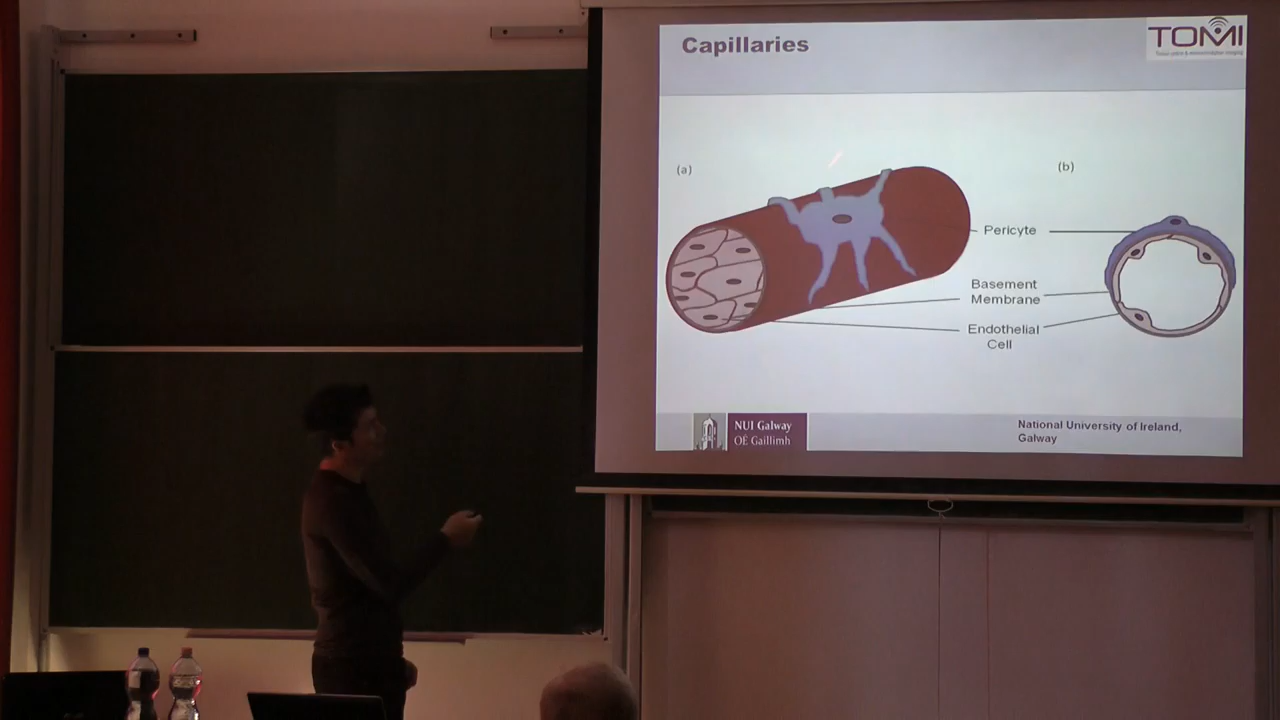 Capillaries
TOMI
(a)
(b)
Pericyte
Basement
Membrane
Endothelial
Cell
NUI Galway
OÉ Gaillimh
National University of Ireland,
Galway